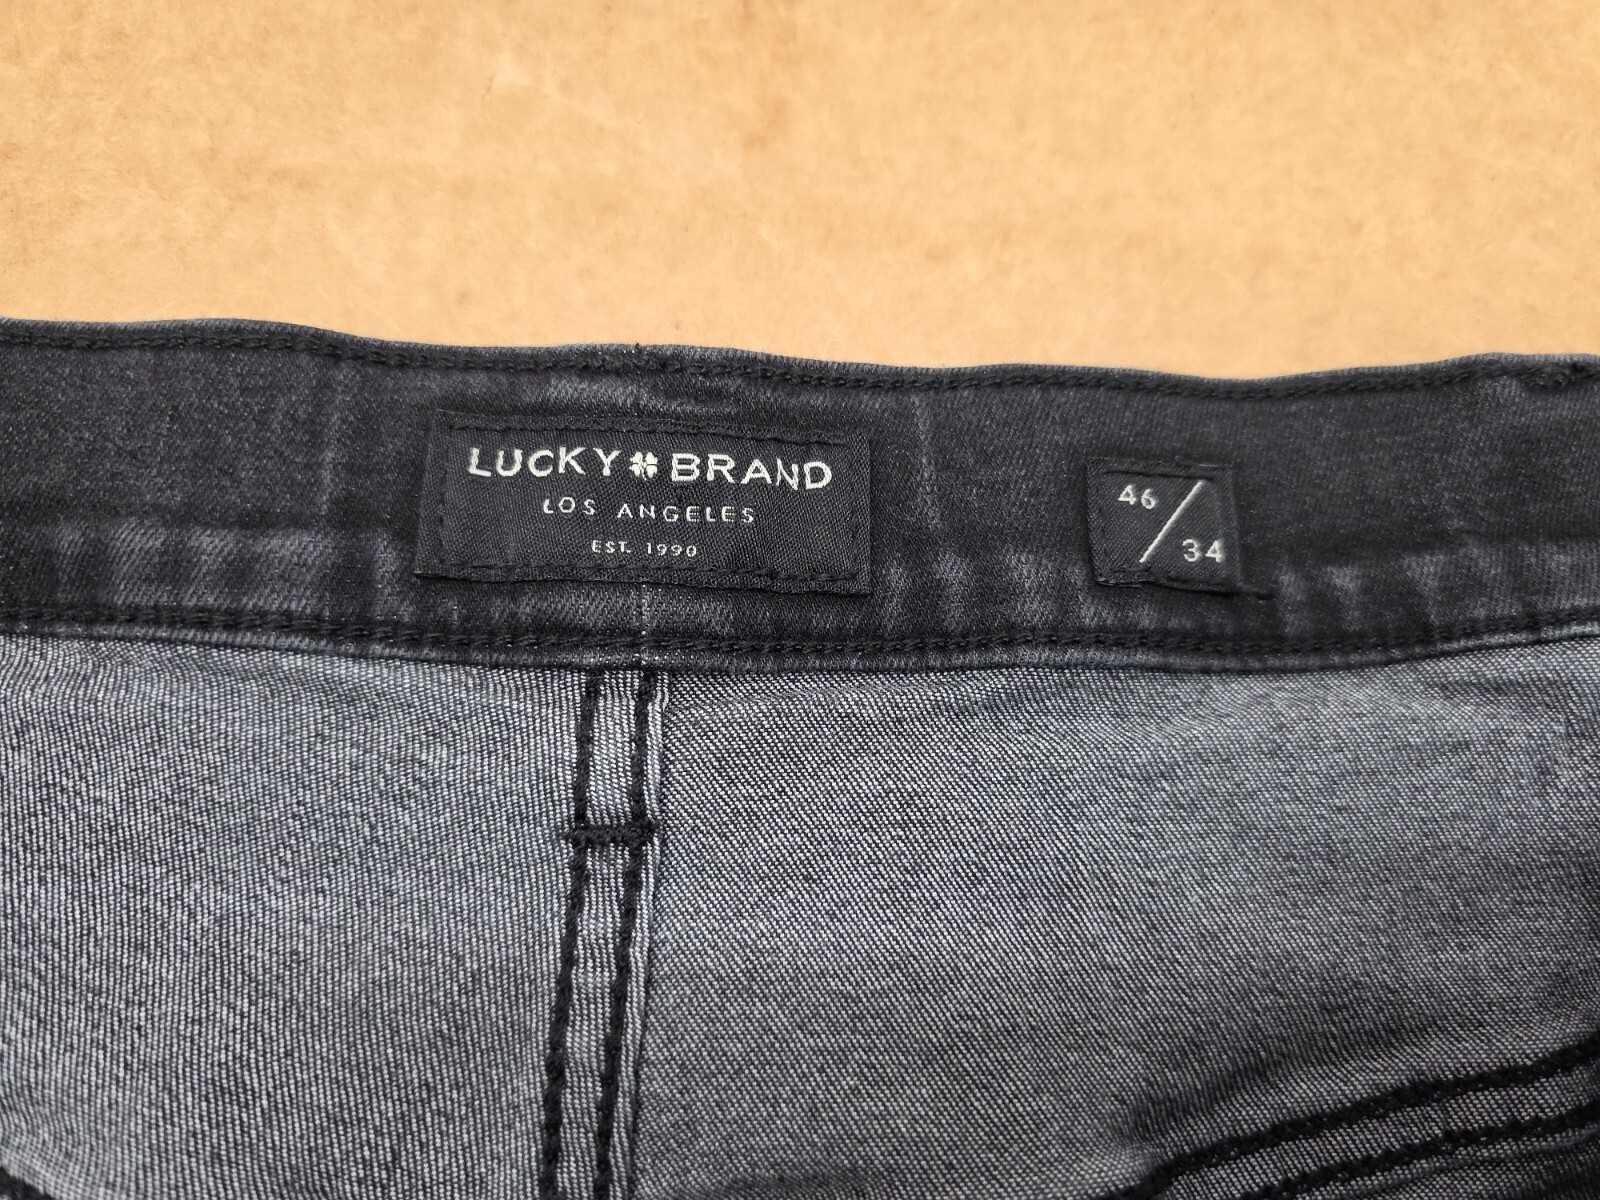 LUCKY BRAND
LOS ANGELES
EST. 1990
46/34